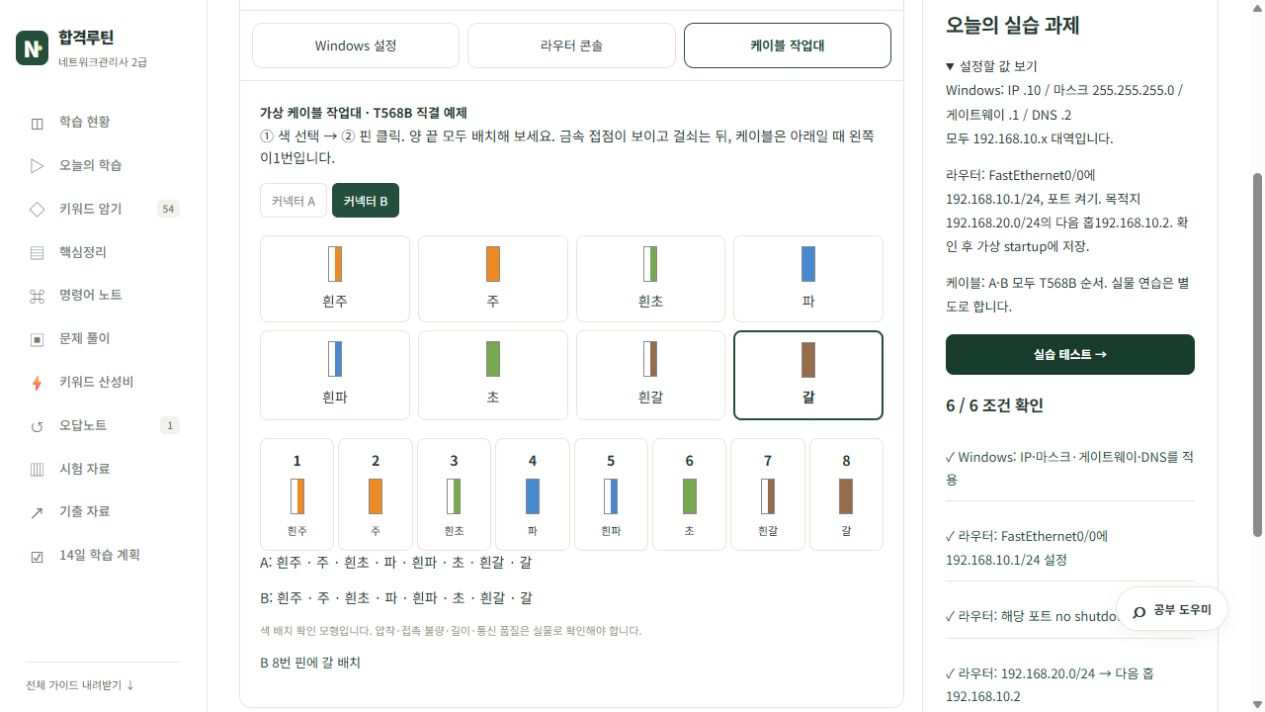 합격루틴
네트워크관리사 2급
학습 현황
오늘의 학습
키워드 암기 54
핵심정리
명령어 노트
문제 풀이
키워드 산성비
오답노트 1
시험 자료
기출 자료
14일 학습 계획
전체 가이드 내려받기 ↓
Windows 설정
라우터 콘솔
케이블 작업대
가상 케이블 작업대 · T568B 직결 예제
① 색 선택 → ② 핀 클릭. 양 끝 모두 배치해 보세요. 금속 접점이 보이고 걸쇠는 뒤, 케이블은 아래일 때 왼쪽
이1번입니다.
커넥터 A
커넥터 B
흰주
주
흰초
파
흰파
초
흰갈
갈
1 2 3 4 5 6 7 8
흰주 주 흰초 파 흰파 초 흰갈 갈
A: 흰주 · 주 · 흰초 · 파 · 흰파 · 초 · 흰갈 · 갈
B: 흰주 · 주 · 흰초 · 파 · 흰파 · 초 · 흰갈 · 갈
색 배치 확인 모형입니다. 압착·접촉 불량·길이·통신 품질은 실물로 확인해야 합니다.
B 8번 핀에 갈 배치
오늘의 실습 과제
▼ 설정할 값 보기
Windows: IP .10 / 마스크 255.255.255.0 /
게이트웨이 .1 / DNS .2
모두 192.168.10.x 대역입니다.
라우터: FastEthernet0/0에
192.168.10.1/24, 포트 켜기. 목적지
192.168.20.0/24의 다음 홉192.168.10.2. 확
인 후 가상 startup에 저장.
케이블: A·B 모두 T568B 순서. 실물 연습은 별
도로 합니다.
실습 테스트 →
6 / 6 조건 확인
✓ Windows: IP·마스크·게이트웨이·DNS를 적
용
✓ 라우터: FastEthernet0/0에
192.168.10.1/24 설정
✓ 라우터: 해당 포트 no
공부 도우미
✓ 라우터: 192.168.20.0/24 → 다음 홉
192.168.10.2